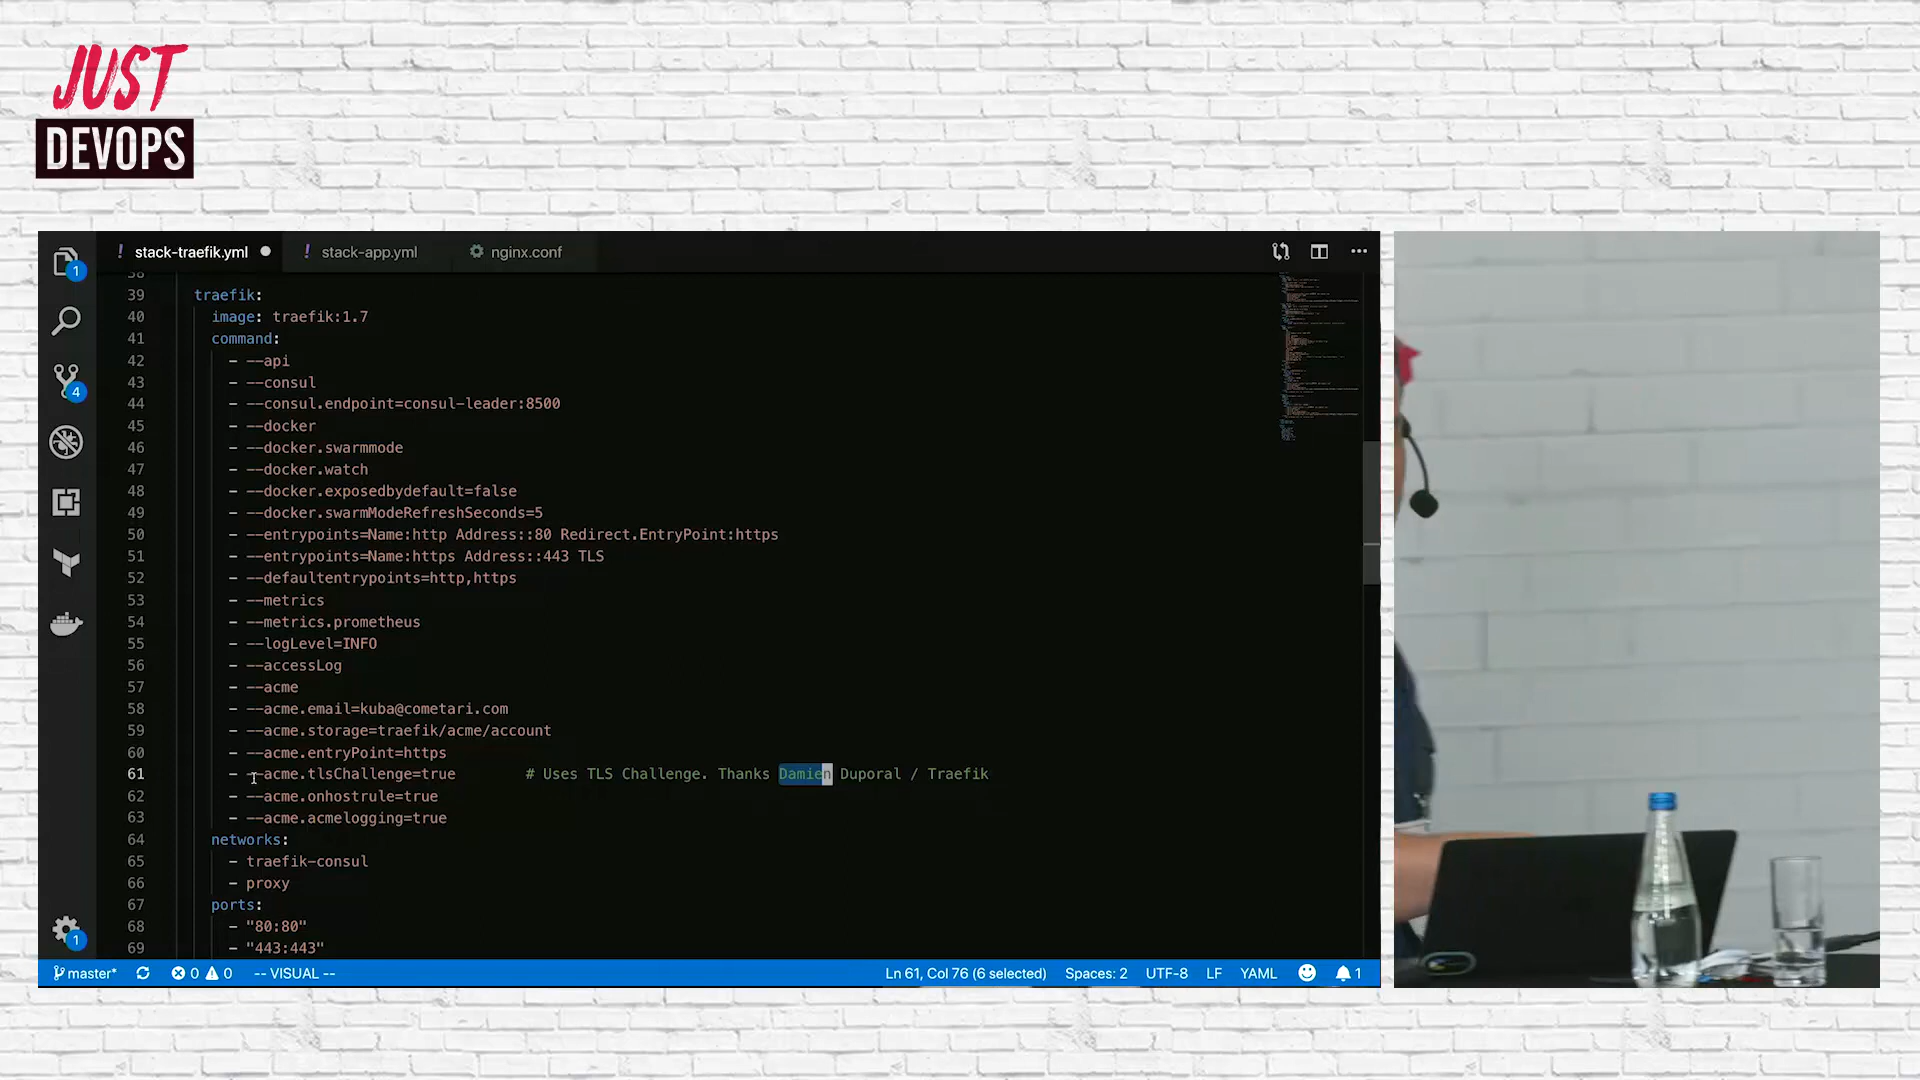 JUST
DEVOPS
! stack-traefik.yml ● ! stack-app.yml nginx.conf
38
39 traefik:
40 image: traefik:1.7
41 command:
42 - --api
43 - --consul
44 - --consul.endpoint=consul-leader:8500
45 - --docker
46 - --docker.swarmmode
47 - --docker.watch
48 - --docker.exposedbydefault=false
49 - --docker.swarmModeRefreshSeconds=5
50 - --entrypoints=Name:http Address::80 Redirect.EntryPoint:https
51 - --entrypoints=Name:https Address::443 TLS
52 - --defaultentrypoints=http,https
53 - --metrics
54 - --metrics.prometheus
55 - --logLevel=INFO
56 - --accessLog
57 - --acme
58 - --acme.email=kuba@cometari.com
59 - --acme.storage=traefik/acme/account
60 - --acme.entryPoint=https
61 - --acme.tlsChallenge=true # Uses TLS Challenge. Thanks Damien Duporal / Traefik
62 - --acme.onhostrule=true
63 - --acme.acmelogging=true
64 networks:
65 - traefik-consul
66 - proxy
67 ports:
68 - "80:80"
69 - "443:443"
1
4
1
master* 0 0 -- VISUAL -- Ln 61, Col 76 (6 selected) Spaces: 2 UTF-8 LF YAML 1